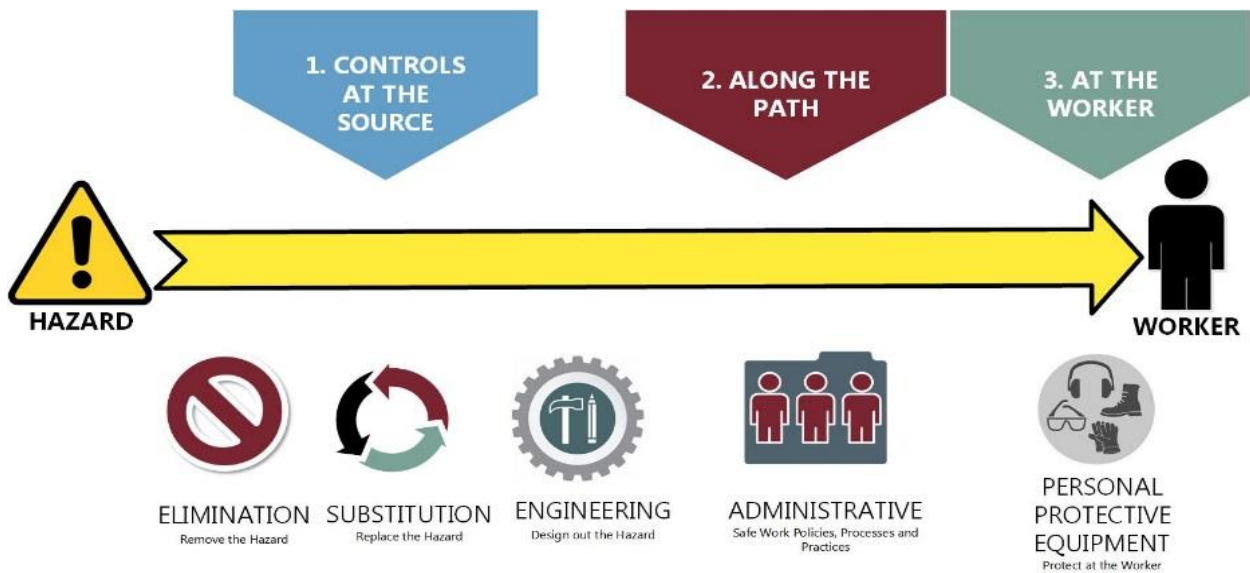 1. CONTROLS
AT THE
SOURCE
2. ALONG THE
PATH
3. AT THE
WORKER
HAZARD
WORKER
ELIMINATION
Remove the Hazard
SUBSTITUTION
Replace the Hazard
ENGINEERING
Design out the Hazard
ADMINISTRATIVE
Safe Work Policies, Processes and
Practices
PERSONAL
PROTECTIVE
EQUIPMENT
Protect at the Worker